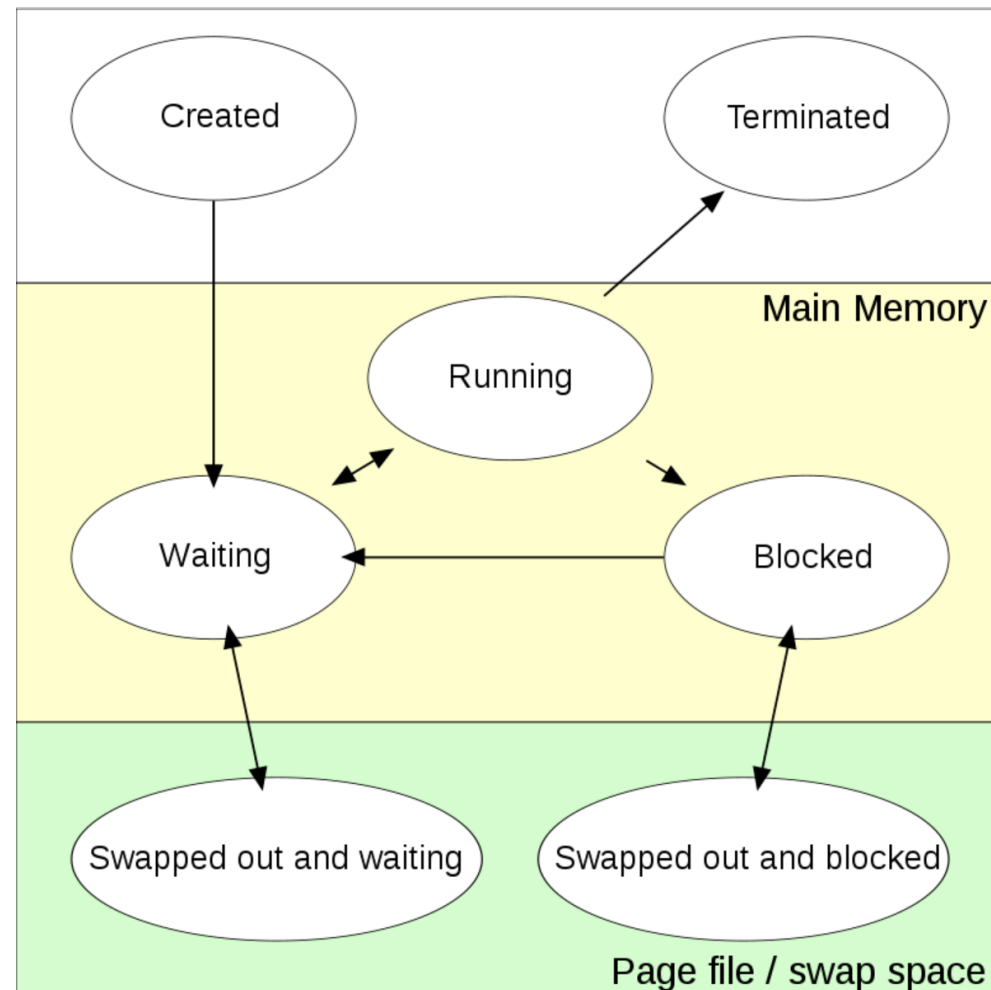 Created
Terminated
Main Memory
Running
Waiting
Blocked
Swapped out and waiting
Swapped out and blocked
Page file / swap space